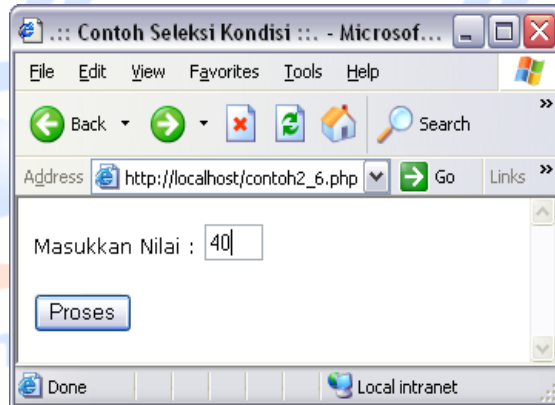 .:: Contoh Seleksi Kondisi ::. - Microsof...
File Edit View Favorites Tools Help
Back Search »
Address http://localhost/contoh2_6.php Go Links »
Masukkan Nilai : 40
Proses
Done Local intranet